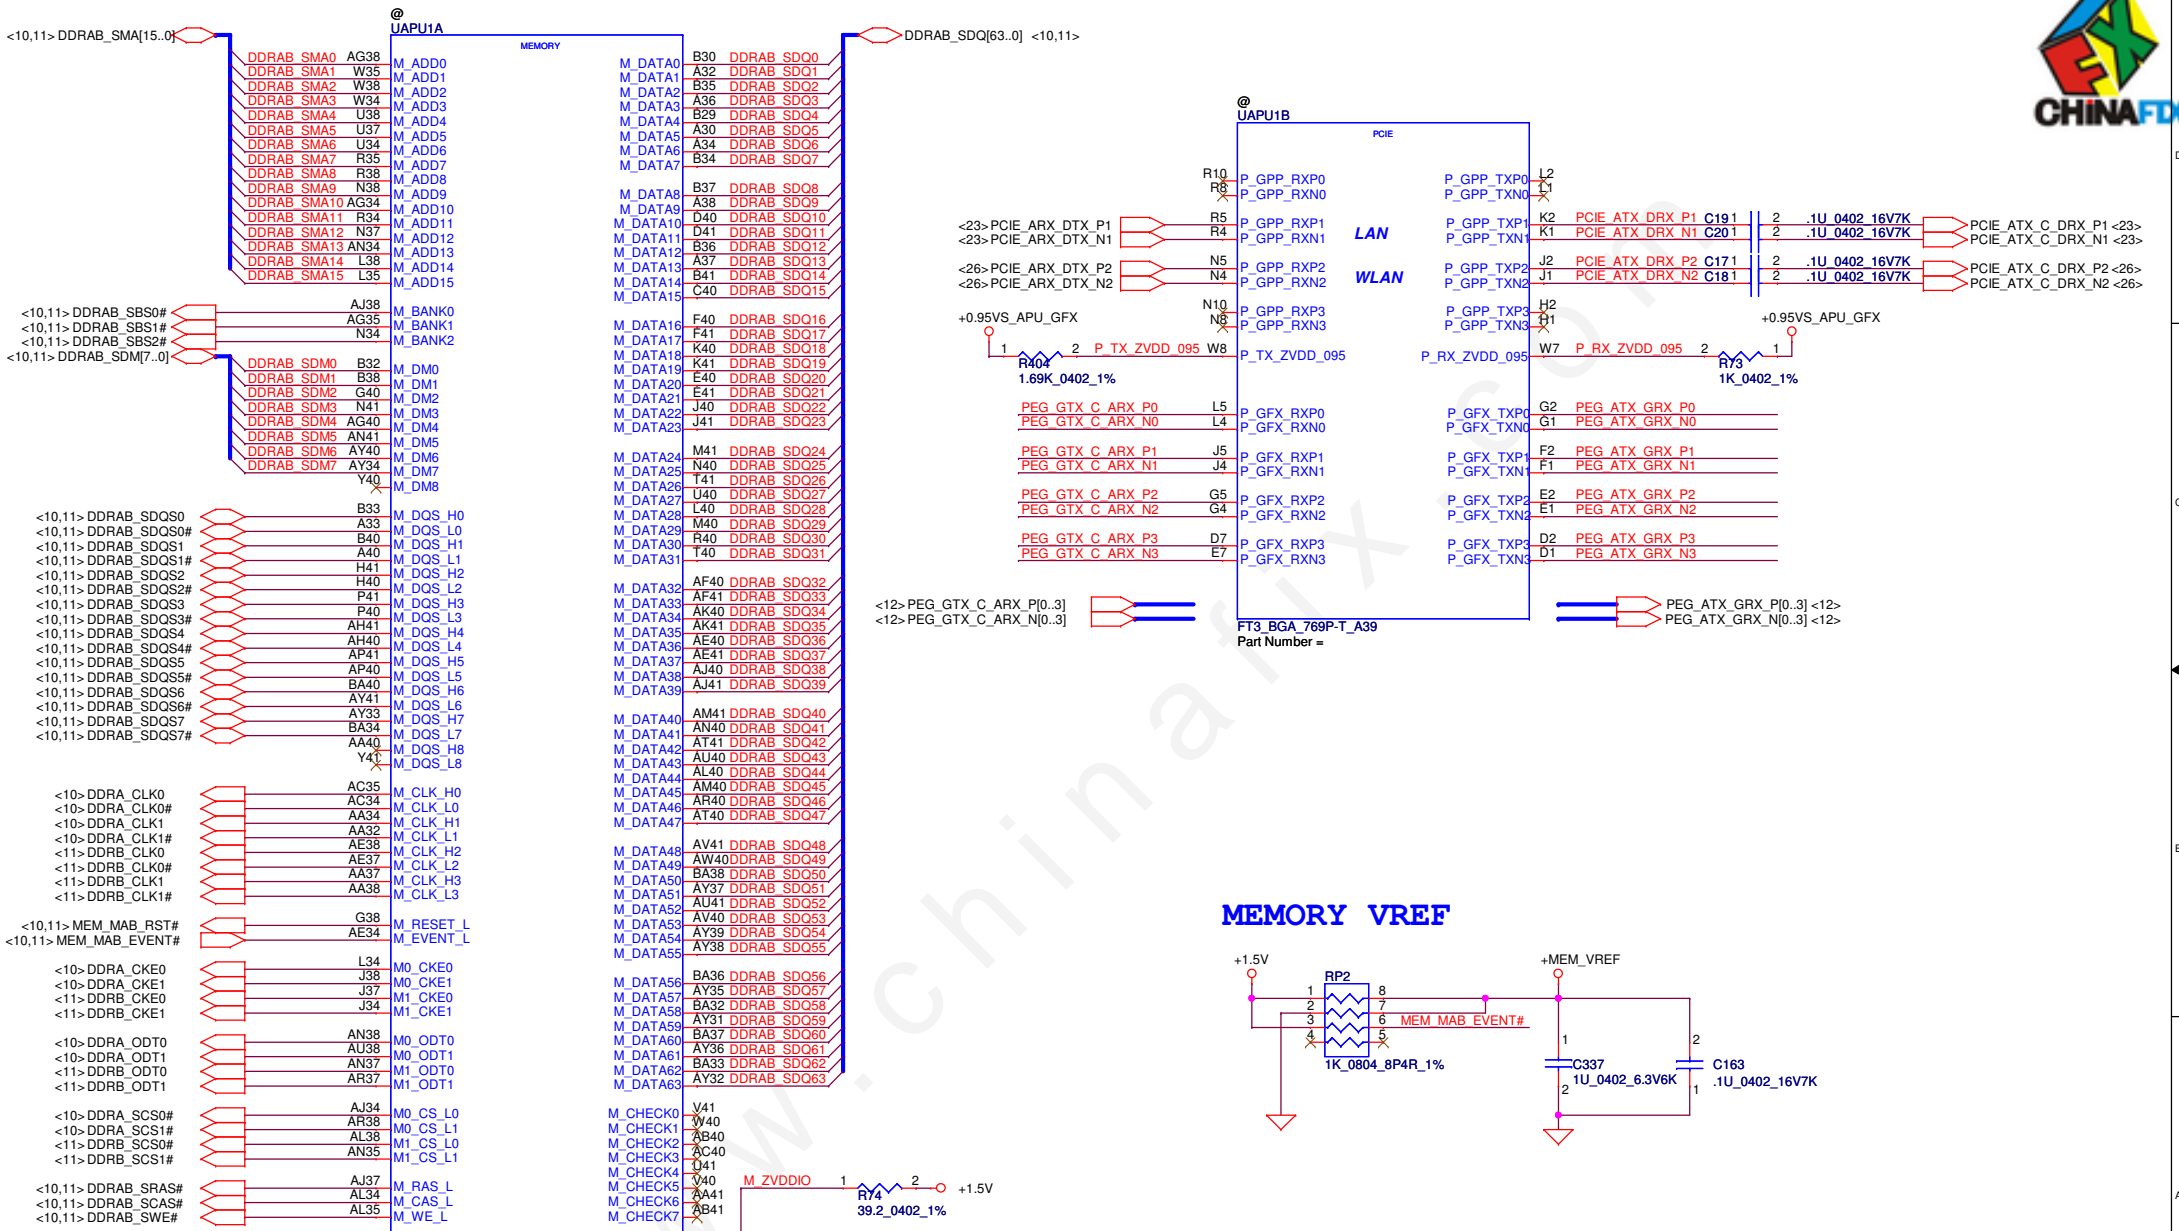 @
UAPU1A
MEMORY
<10,11> DDRAB_SMA[15..0]
DDRAB_SMA0 AG38 M_ADD0
DDRAB_SMA1 W35 M_ADD1
DDRAB_SMA2 W38 M_ADD2
DDRAB_SMA3 W34 M_ADD3
DDRAB_SMA4 U38 M_ADD4
DDRAB_SMA5 U37 M_ADD5
DDRAB_SMA6 U34 M_ADD6
DDRAB_SMA7 R35 M_ADD7
DDRAB_SMA8 R38 M_ADD8
DDRAB_SMA9 N38 M_ADD9
DDRAB_SMA10 AG34 M_ADD10
DDRAB_SMA11 R34 M_ADD11
DDRAB_SMA12 N37 M_ADD12
DDRAB_SMA13 AN34 M_ADD13
DDRAB_SMA14 L38 M_ADD14
DDRAB_SMA15 L35 M_ADD15
<10,11> DDRAB_SBS0# AJ38 M_BANK0
<10,11> DDRAB_SBS1# AG35 M_BANK1
<10,11> DDRAB_SBS2# N34 M_BANK2
<10,11> DDRAB_SDM[7..0]
DDRAB_SDM0 B32 M_DM0
DDRAB_SDM1 B38 M_DM1
DDRAB_SDM2 G40 M_DM2
DDRAB_SDM3 N41 M_DM3
DDRAB_SDM4 AG40 M_DM4
DDRAB_SDM5 AN41 M_DM5
DDRAB_SDM6 AY40 M_DM6
DDRAB_SDM7 AY34 M_DM7
Y40 M_DM8
<10,11> DDRAB_SDQS0 B33 M_DQS_H0
<10,11> DDRAB_SDQS0# A33 M_DQS_L0
<10,11> DDRAB_SDQS1 B40 M_DQS_H1
<10,11> DDRAB_SDQS1# A40 M_DQS_L1
<10,11> DDRAB_SDQS2 H41 M_DQS_H2
<10,11> DDRAB_SDQS2# H40 M_DQS_L2
<10,11> DDRAB_SDQS3 P41 M_DQS_H3
<10,11> DDRAB_SDQS3# P40 M_DQS_L3
<10,11> DDRAB_SDQS4 AH41 M_DQS_H4
<10,11> DDRAB_SDQS4# AH40 M_DQS_L4
<10,11> DDRAB_SDQS5 AP41 M_DQS_H5
<10,11> DDRAB_SDQS5# AP40 M_DQS_L5
<10,11> DDRAB_SDQS6 BA40 M_DQS_H6
<10,11> DDRAB_SDQS6# AY41 M_DQS_L6
<10,11> DDRAB_SDQS7 AY33 M_DQS_H7
<10,11> DDRAB_SDQS7# BA34 M_DQS_L7
AA40 M_DQS_H8
Y41 M_DQS_L8
<10> DDRA_CLK0 AC35 M_CLK_H0
<10> DDRA_CLK0# AC34 M_CLK_L0
<10> DDRA_CLK1 AA34 M_CLK_H1
<10> DDRA_CLK1# AA32 M_CLK_L1
<11> DDRB_CLK0 AE38 M_CLK_H2
<11> DDRB_CLK0# AE37 M_CLK_L2
<11> DDRB_CLK1 AA37 M_CLK_H3
<11> DDRB_CLK1# AA38 M_CLK_L3
<10,11> MEM_MAB_RST# G38 M_RESET_L
<10,11> MEM_MAB_EVENT# AE34 M_EVENT_L
<10> DDRA_CKE0 L34 M0_CKE0
<10> DDRA_CKE1 J38 M0_CKE1
<11> DDRB_CKE0 J37 M1_CKE0
<11> DDRB_CKE1 J34 M1_CKE1
<10> DDRA_ODT0 AN38 M0_ODT0
<10> DDRA_ODT1 AU38 M0_ODT1
<11> DDRB_ODT0 AN37 M1_ODT0
<11> DDRB_ODT1 AR37 M1_ODT1
<10> DDRA_SCS0# AJ34 M0_CS_L0
<10> DDRA_SCS1# AR38 M0_CS_L1
<11> DDRB_SCS0# AL38 M1_CS_L0
<11> DDRB_SCS1# AN35 M1_CS_L1
<10,11> DDRAB_SRAS# AJ37 M_RAS_L
<10,11> DDRAB_SCAS# AL34 M_CAS_L
<10,11> DDRAB_SWE# AL35 M_WE_L
DDRAB_SDQ[63..0] <10,11>
M_DATA0 B30 DDRAB_SDQ0
M_DATA1 A32 DDRAB_SDQ1
M_DATA2 B35 DDRAB_SDQ2
M_DATA3 A36 DDRAB_SDQ3
M_DATA4 B29 DDRAB_SDQ4
M_DATA5 A30 DDRAB_SDQ5
M_DATA6 A34 DDRAB_SDQ6
M_DATA7 B34 DDRAB_SDQ7
M_DATA8 B37 DDRAB_SDQ8
M_DATA9 A38 DDRAB_SDQ9
M_DATA10 D40 DDRAB_SDQ10
M_DATA11 D41 DDRAB_SDQ11
M_DATA12 B36 DDRAB_SDQ12
M_DATA13 A37 DDRAB_SDQ13
M_DATA14 B41 DDRAB_SDQ14
M_DATA15 C40 DDRAB_SDQ15
M_DATA16 F40 DDRAB_SDQ16
M_DATA17 F41 DDRAB_SDQ17
M_DATA18 K40 DDRAB_SDQ18
M_DATA19 K41 DDRAB_SDQ19
M_DATA20 E40 DDRAB_SDQ20
M_DATA21 E41 DDRAB_SDQ21
M_DATA22 J40 DDRAB_SDQ22
M_DATA23 J41 DDRAB_SDQ23
M_DATA24 M41 DDRAB_SDQ24
M_DATA25 N40 DDRAB_SDQ25
M_DATA26 T41 DDRAB_SDQ26
M_DATA27 U40 DDRAB_SDQ27
M_DATA28 L40 DDRAB_SDQ28
M_DATA29 M40 DDRAB_SDQ29
M_DATA30 R40 DDRAB_SDQ30
M_DATA31 T40 DDRAB_SDQ31
M_DATA32 AF40 DDRAB_SDQ32
M_DATA33 AF41 DDRAB_SDQ33
M_DATA34 AK40 DDRAB_SDQ34
M_DATA35 AK41 DDRAB_SDQ35
M_DATA36 AE40 DDRAB_SDQ36
M_DATA37 AE41 DDRAB_SDQ37
M_DATA38 AJ40 DDRAB_SDQ38
M_DATA39 AJ41 DDRAB_SDQ39
M_DATA40 AM41 DDRAB_SDQ40
M_DATA41 AN40 DDRAB_SDQ41
M_DATA42 AT41 DDRAB_SDQ42
M_DATA43 AU40 DDRAB_SDQ43
M_DATA44 AL40 DDRAB_SDQ44
M_DATA45 AM40 DDRAB_SDQ45
M_DATA46 AR40 DDRAB_SDQ46
M_DATA47 AT40 DDRAB_SDQ47
M_DATA48 AV41 DDRAB_SDQ48
M_DATA49 AW40 DDRAB_SDQ49
M_DATA50 BA38 DDRAB_SDQ50
M_DATA51 AY37 DDRAB_SDQ51
M_DATA52 AU41 DDRAB_SDQ52
M_DATA53 AV40 DDRAB_SDQ53
M_DATA54 AY39 DDRAB_SDQ54
M_DATA55 AY38 DDRAB_SDQ55
M_DATA56 BA36 DDRAB_SDQ56
M_DATA57 AY35 DDRAB_SDQ57
M_DATA58 BA32 DDRAB_SDQ58
M_DATA59 AY31 DDRAB_SDQ59
M_DATA60 BA37 DDRAB_SDQ60
M_DATA61 AY36 DDRAB_SDQ61
M_DATA62 BA33 DDRAB_SDQ62
M_DATA63 AY32 DDRAB_SDQ63
M_CHECK0 V41
M_CHECK1 W40
M_CHECK2 AB40
M_CHECK3 AC40
M_CHECK4 U41
M_CHECK5 V40
M_CHECK6 AA41
M_CHECK7 AB41
M_ZVDDIO 1 2 +1.5V
R74
39.2_0402_1%
@
UAPU1B
PCIE
R10 P_GPP_RXP0 P_GPP_TXP0 L2
R8 P_GPP_RXN0 P_GPP_TXN0 L1
<23> PCIE_ARX_DTX_P1 R5 P_GPP_RXP1 P_GPP_TXP1 K2 PCIE_ATX_DRX_P1 C19 1 2 .1U_0402_16V7K PCIE_ATX_C_DRX_P1 <23>
<23> PCIE_ARX_DTX_N1 R4 P_GPP_RXN1 LAN P_GPP_TXN1 K1 PCIE_ATX_DRX_N1 C20 1 2 .1U_0402_16V7K PCIE_ATX_C_DRX_N1 <23>
<26> PCIE_ARX_DTX_P2 N5 P_GPP_RXP2 P_GPP_TXP2 J2 PCIE_ATX_DRX_P2 C17 1 2 .1U_0402_16V7K PCIE_ATX_C_DRX_P2 <26>
<26> PCIE_ARX_DTX_N2 N4 P_GPP_RXN2 WLAN P_GPP_TXN2 J1 PCIE_ATX_DRX_N2 C18 1 2 .1U_0402_16V7K PCIE_ATX_C_DRX_N2 <26>
N10 P_GPP_RXP3 P_GPP_TXP3 H2
N8 P_GPP_RXN3 P_GPP_TXN3 H1
+0.95VS_APU_GFX +0.95VS_APU_GFX
1 2 P_TX_ZVDD_095 W8 P_TX_ZVDD_095 P_RX_ZVDD_095 W7 P_RX_ZVDD_095 2 1
R404 R73
1.69K_0402_1% 1K_0402_1%
PEG_GTX_C_ARX_P0 L5 P_GFX_RXP0 P_GFX_TXP0 G2 PEG_ATX_GRX_P0
PEG_GTX_C_ARX_N0 L4 P_GFX_RXN0 P_GFX_TXN0 G1 PEG_ATX_GRX_N0
PEG_GTX_C_ARX_P1 J5 P_GFX_RXP1 P_GFX_TXP1 F2 PEG_ATX_GRX_P1
PEG_GTX_C_ARX_N1 J4 P_GFX_RXN1 P_GFX_TXN1 F1 PEG_ATX_GRX_N1
PEG_GTX_C_ARX_P2 G5 P_GFX_RXP2 P_GFX_TXP2 E2 PEG_ATX_GRX_P2
PEG_GTX_C_ARX_N2 G4 P_GFX_RXN2 P_GFX_TXN2 E1 PEG_ATX_GRX_N2
PEG_GTX_C_ARX_P3 D7 P_GFX_RXP3 P_GFX_TXP3 D2 PEG_ATX_GRX_P3
PEG_GTX_C_ARX_N3 E7 P_GFX_RXN3 P_GFX_TXN3 D1 PEG_ATX_GRX_N3
<12> PEG_GTX_C_ARX_P[0..3] PEG_ATX_GRX_P[0..3] <12>
<12> PEG_GTX_C_ARX_N[0..3] PEG_ATX_GRX_N[0..3] <12>
FT3_BGA_769P-T_A39
Part Number =
MEMORY VREF
+1.5V +MEM_VREF
RP2
1 8
2 7
3 6 MEM_MAB_EVENT#
4 5
1K_0804_8P4R_1%
1 2
C337 C163
1U_0402_6.3V6K .1U_0402_16V7K
2 1
w.chinafix.com
CHiNAFIX